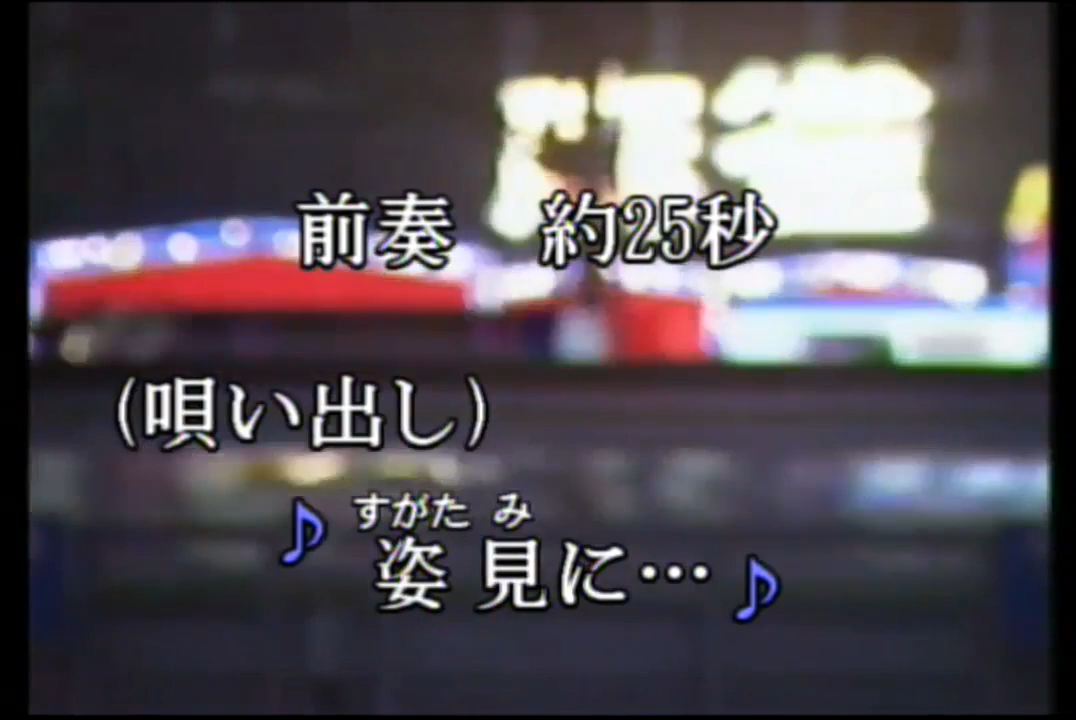 前奏　約25秒
(唄い出し)
♪ すがた み
姿見に… ♪